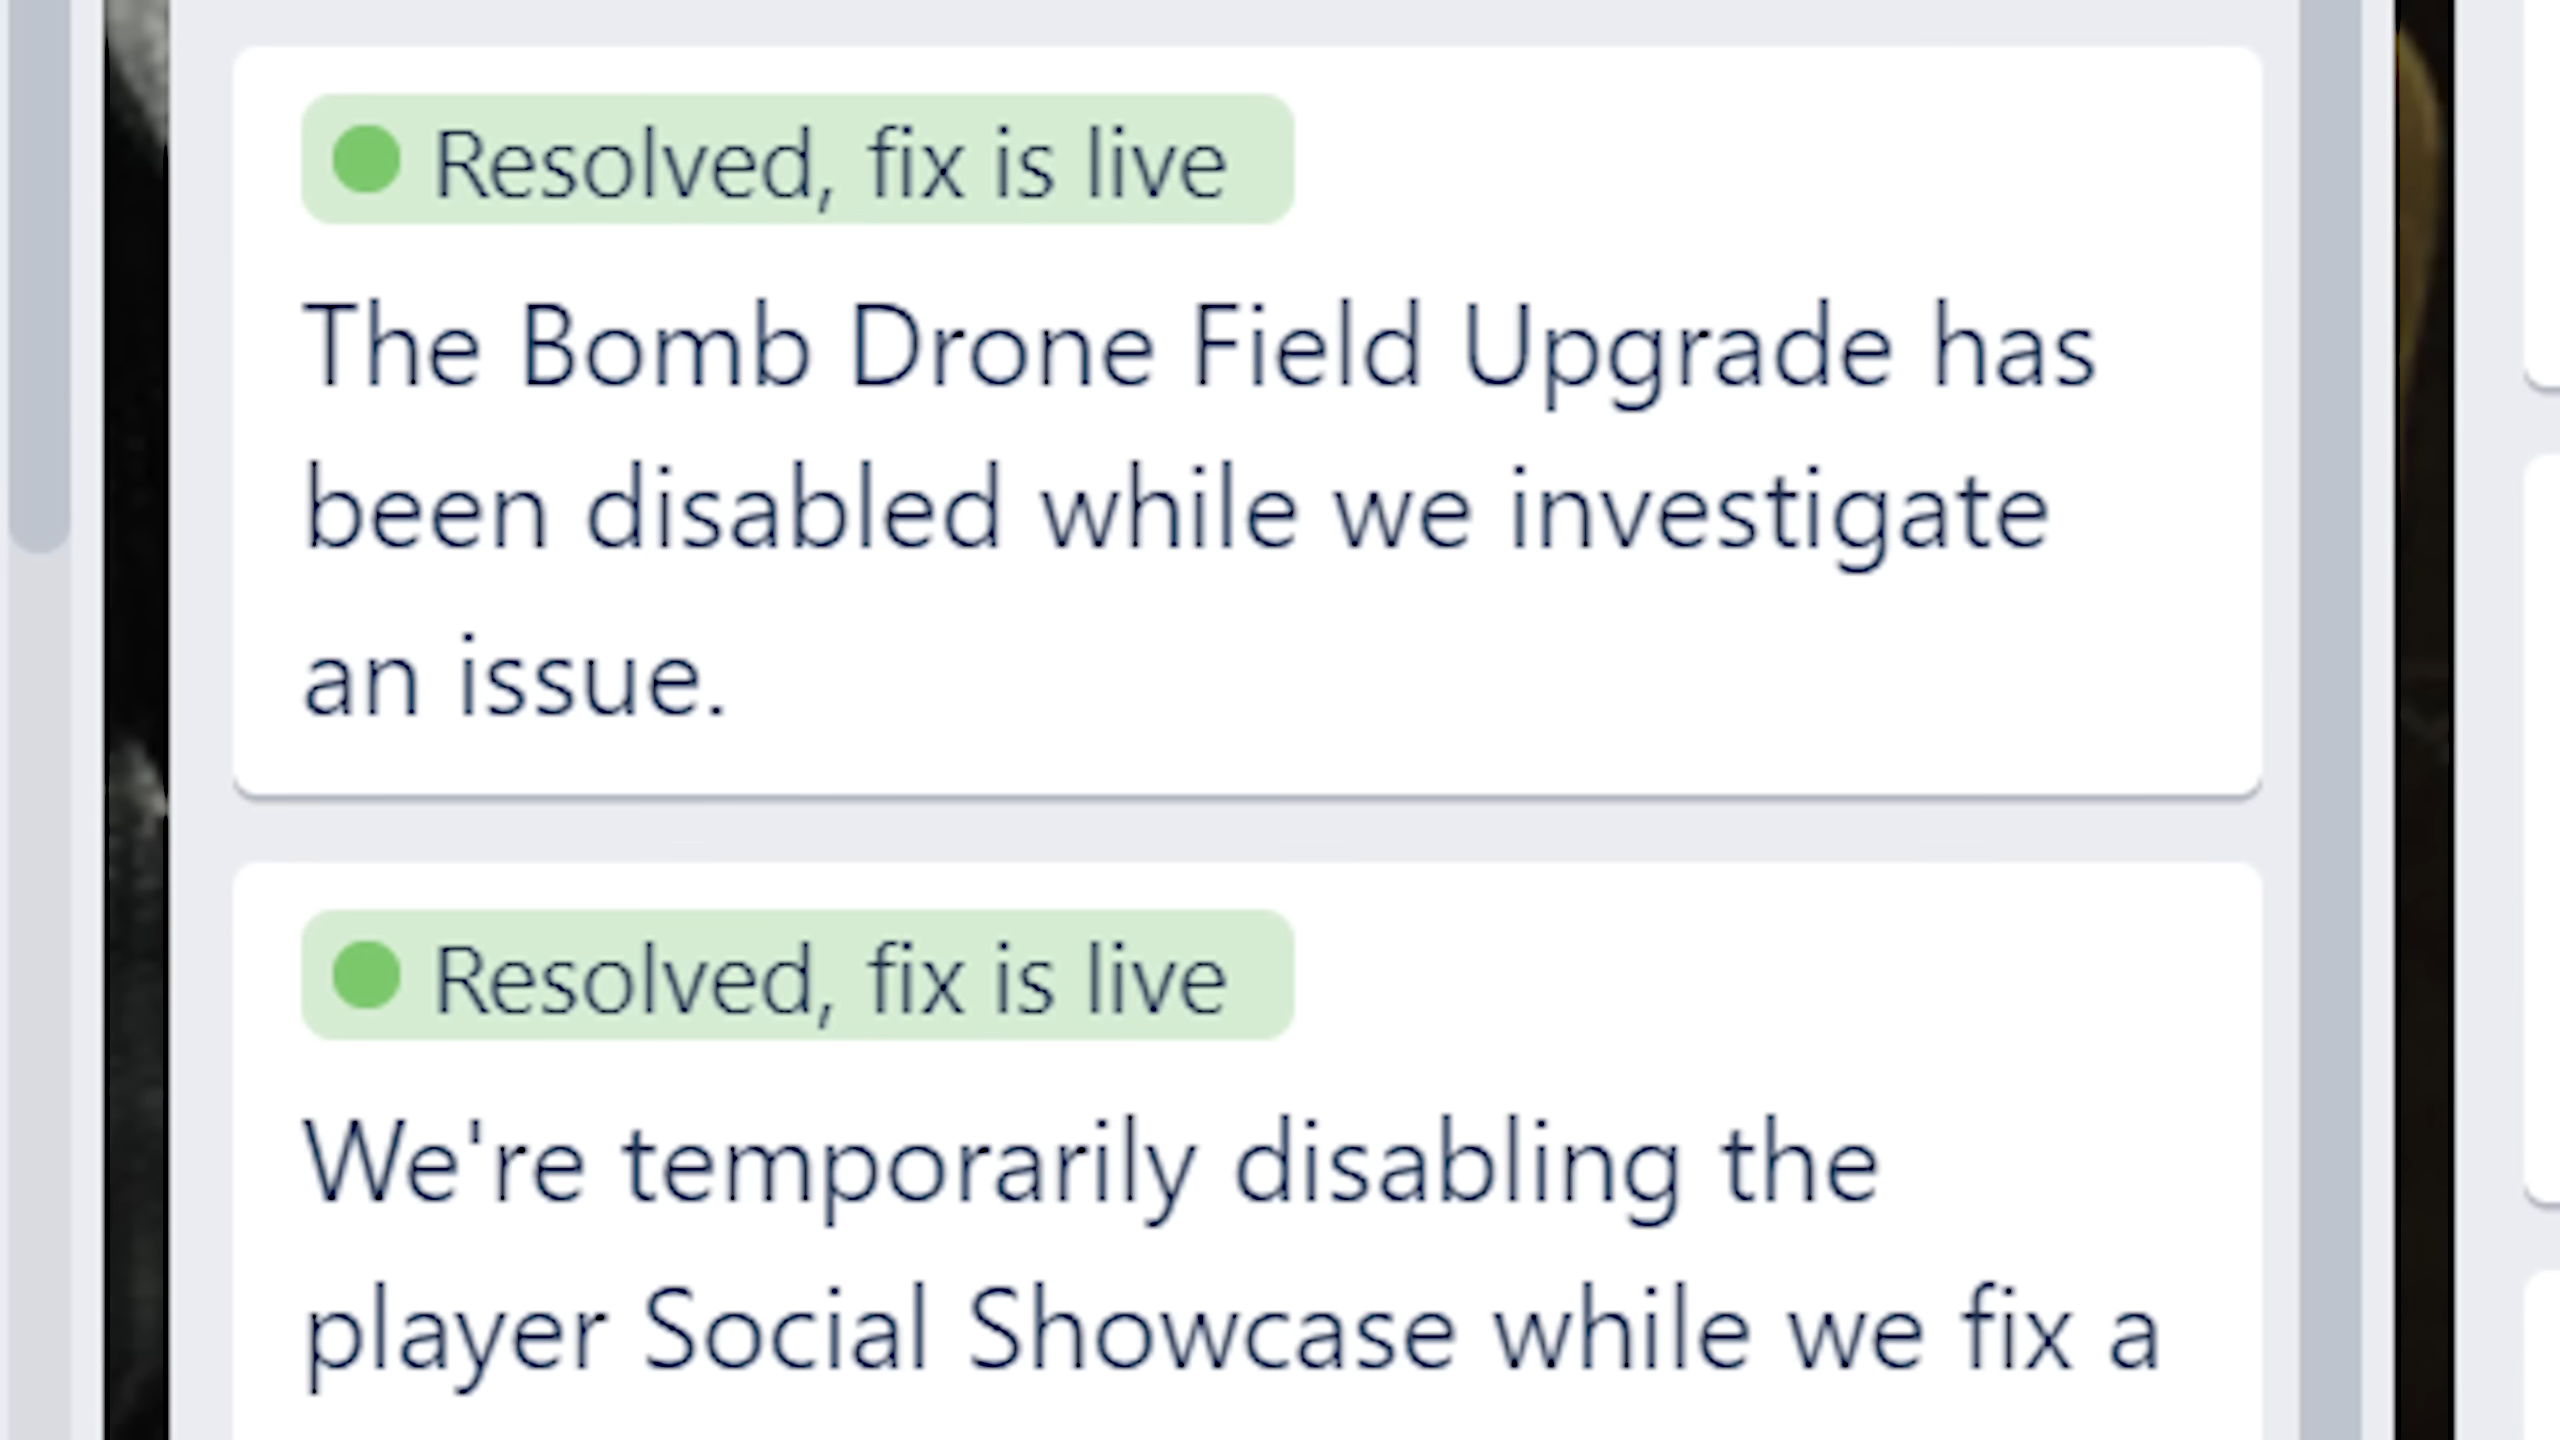 Resolved, fix is live
The Bomb Drone Field Upgrade has
been disabled while we investigate
an issue.
Resolved, fix is live
We're temporarily disabling the
player Social Showcase while we fix a